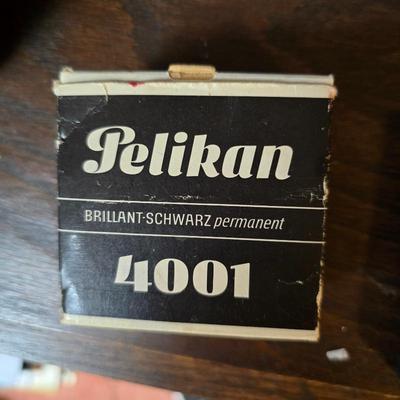 Pelikan
BRILLANT-SCHWARZ permanent
4001